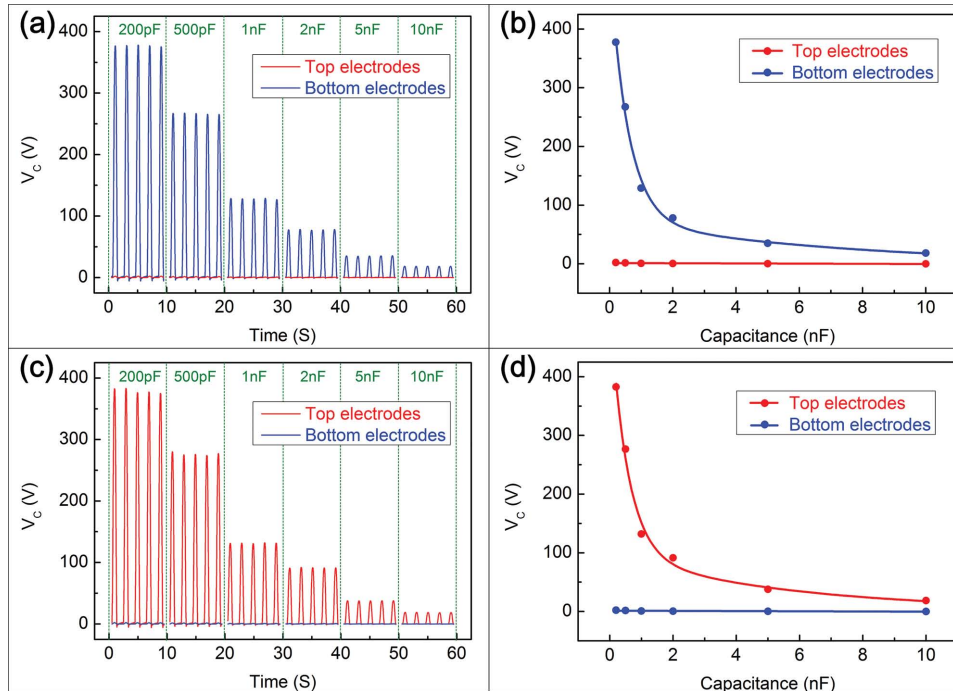 (a)
200pF 500pF 1nF 2nF 5nF 10nF
Top electrodes
Bottom electrodes
400
300
200
100
0
V_C (V)
0 10 20 30 40 50 60
Time (S)
(b)
Top electrodes
Bottom electrodes
400
300
200
100
0
V_C (V)
0 2 4 6 8 10
Capacitance (nF)
(c)
200pF 500pF 1nF 2nF 5nF 10nF
Top electrodes
Bottom electrodes
400
300
200
100
0
V_C (V)
0 10 20 30 40 50 60
Time (S)
(d)
Top electrodes
Bottom electrodes
400
300
200
100
0
V_C (V)
0 2 4 6 8 10
Capacitance (nF)